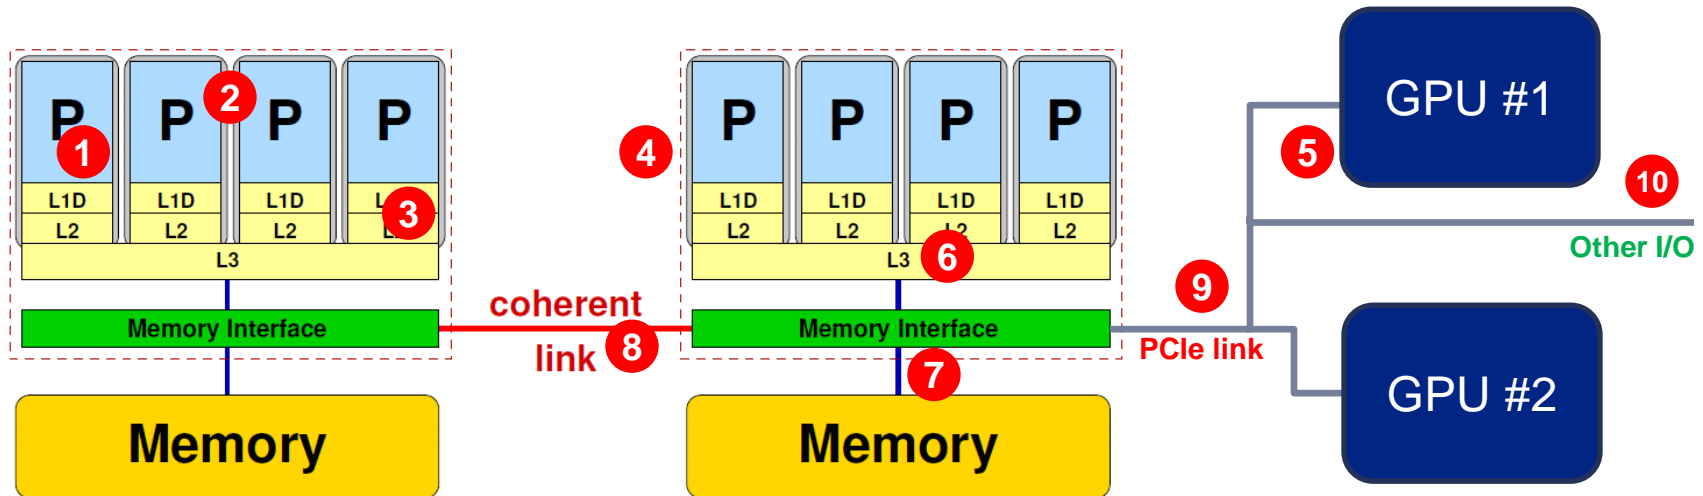 P P P P
1
2
L1D L1D L1D
L2 L2 L2
3
L3
Memory Interface
Memory
coherent
link
8
4
P P P P
L1D L1D L1D L1D
L2 L2 L2 L2
L3
6
Memory Interface
7
Memory
9
PCIe link
5
GPU #1
10
Other I/O
GPU #2